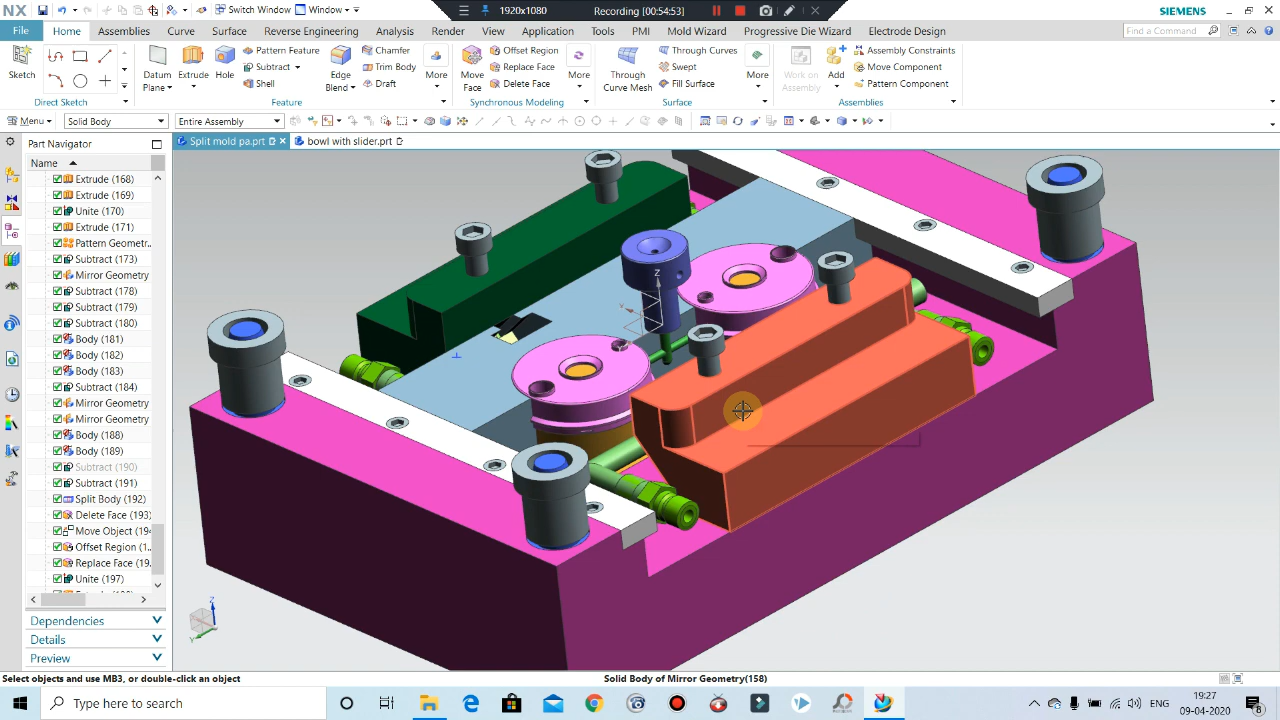 NX
Switch Window
Window
1920x1080
Recording [00:54:53]
SIEMENS
File
Home
Assemblies
Curve
Surface
Reverse Engineering
Analysis
Render
View
Application
Tools
PMI
Mold Wizard
Progressive Die Wizard
Electrode Design
Find a Command
Sketch
Direct Sketch
Datum Plane
Extrude
Hole
Pattern Feature
Subtract
Shell
Edge Blend
Chamfer
Trim Body
Draft
More
Feature
Move Face
Offset Region
Replace Face
Delete Face
More
Synchronous Modeling
Through Curve Mesh
Through Curves
Swept
Fill Surface
More
Surface
Work on Assembly
Add
Assembly Constraints
Move Component
Pattern Component
Assemblies
Menu
Solid Body
Entire Assembly
Part Navigator
Split mold pa.prt
bowl with slider.prt
Name
Extrude (168)
Extrude (169)
Unite (170)
Extrude (171)
Pattern Geometr...
Subtract (173)
Mirror Geometry
Subtract (178)
Subtract (179)
Subtract (180)
Body (181)
Body (182)
Body (183)
Subtract (184)
Mirror Geometry
Mirror Geometry
Body (188)
Body (189)
Subtract (190)
Subtract (191)
Split Body (192)
Delete Face (193)
Move Object (194
Offset Region (1...
Replace Face (19...
Unite (197)
Dependencies
Details
Preview
Z
Y
Z
Y
Select objects and use MB3, or double-click an object
Solid Body of Mirror Geometry(158)
Type here to search
ENG
19:27
09-04-2020